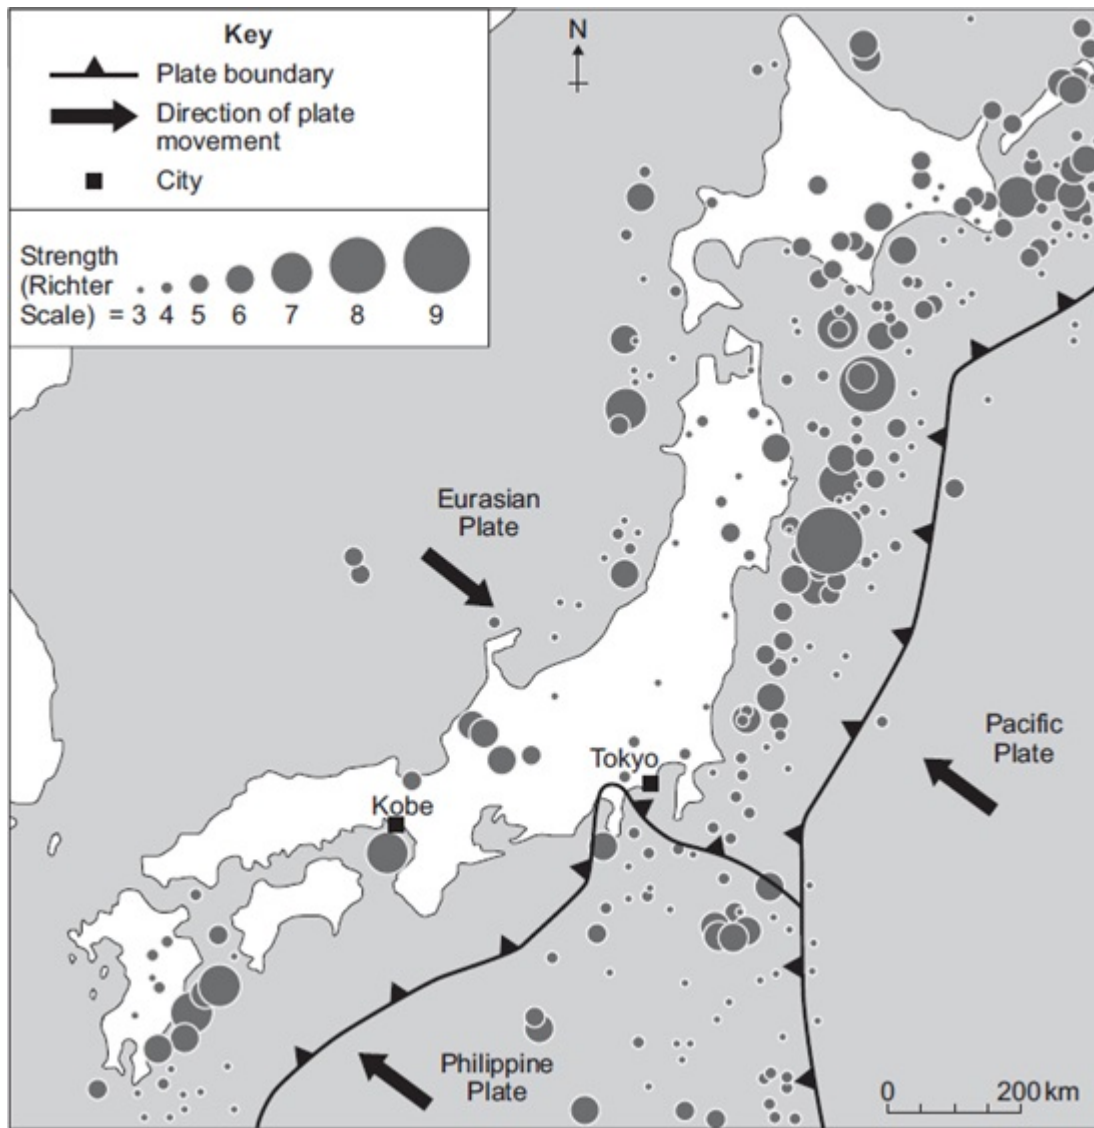 Key
Plate boundary
Direction of plate
movement
City
Strength
(Richter
Scale) = 3 4 5 6 7 8 9
N
Eurasian
Plate
Pacific
Plate
Tokyo
Kobe
Philippine
Plate
0 200 km